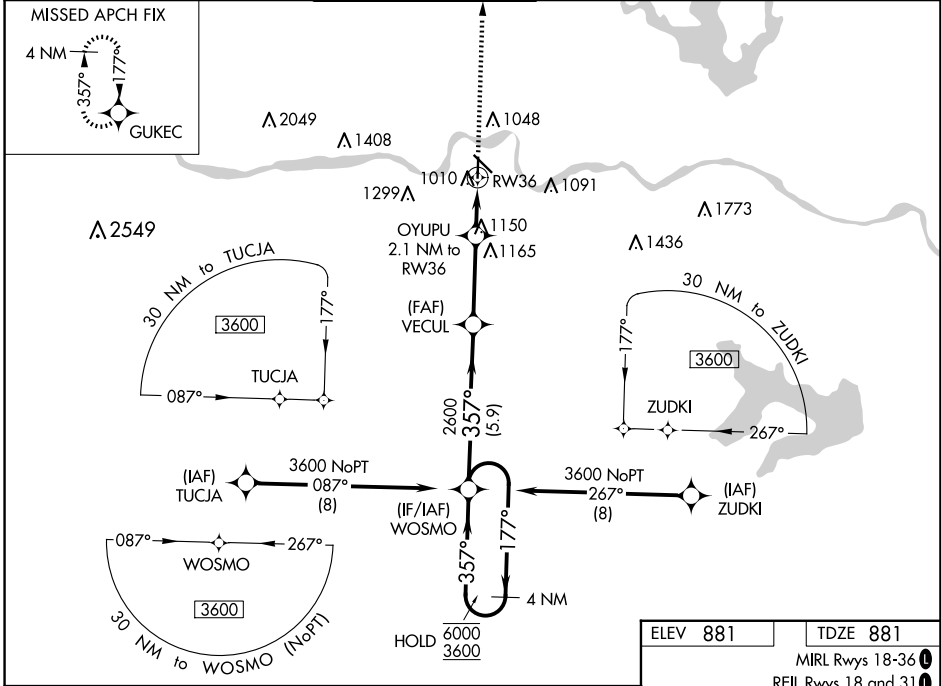 MISSED APCH FIX
4 NM
357°
177°
GUKEC
2049
1408
1048
1299
1010
RW36
1091
2549
OYUPU
2.1 NM to
RW36
1150
1165
1773
1436
30 NM to TUCJA
3600
177°
087°
TUCJA
(FAF)
VECUL
30 NM to ZUDKI
177°
3600
ZUDKI
267°
2600
357°
(5.9)
(IAF)
TUCJA
3600 NoPT
087°
(8)
(IF/IAF)
WOSMO
3600 NoPT
267°
(8)
(IAF)
ZUDKI
087°
267°
WOSMO
3600
30 NM to WOSMO (NoPT)
357°
177°
4 NM
HOLD
6000
3600
ELEV 881
TDZE 881
MIRL Rwys 18-36 L
REIL Rwys 18 and 31 L